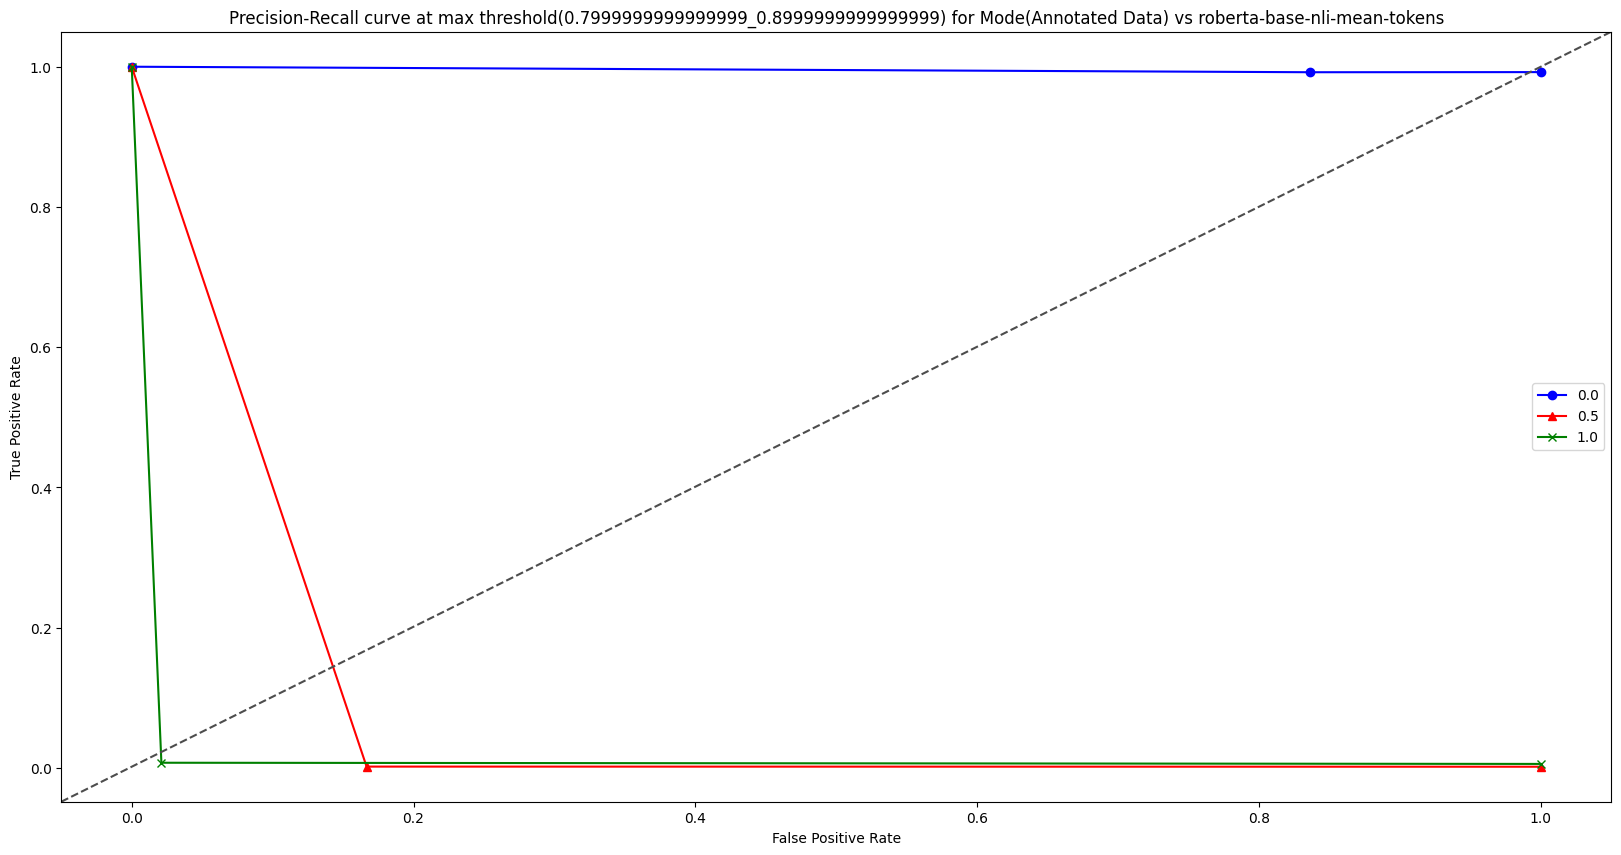 Precision-Recall curve at max threshold(0.7999999999999999_0.8999999999999999) for Mode(Annotated Data) vs roberta-base-nli-mean-tokens
1.0
0.8
0.6
0.4
0.2
0.0
True Positive Rate
0.0
0.5
1.0
0.0 0.2 0.4 0.6 0.8 1.0
False Positive Rate